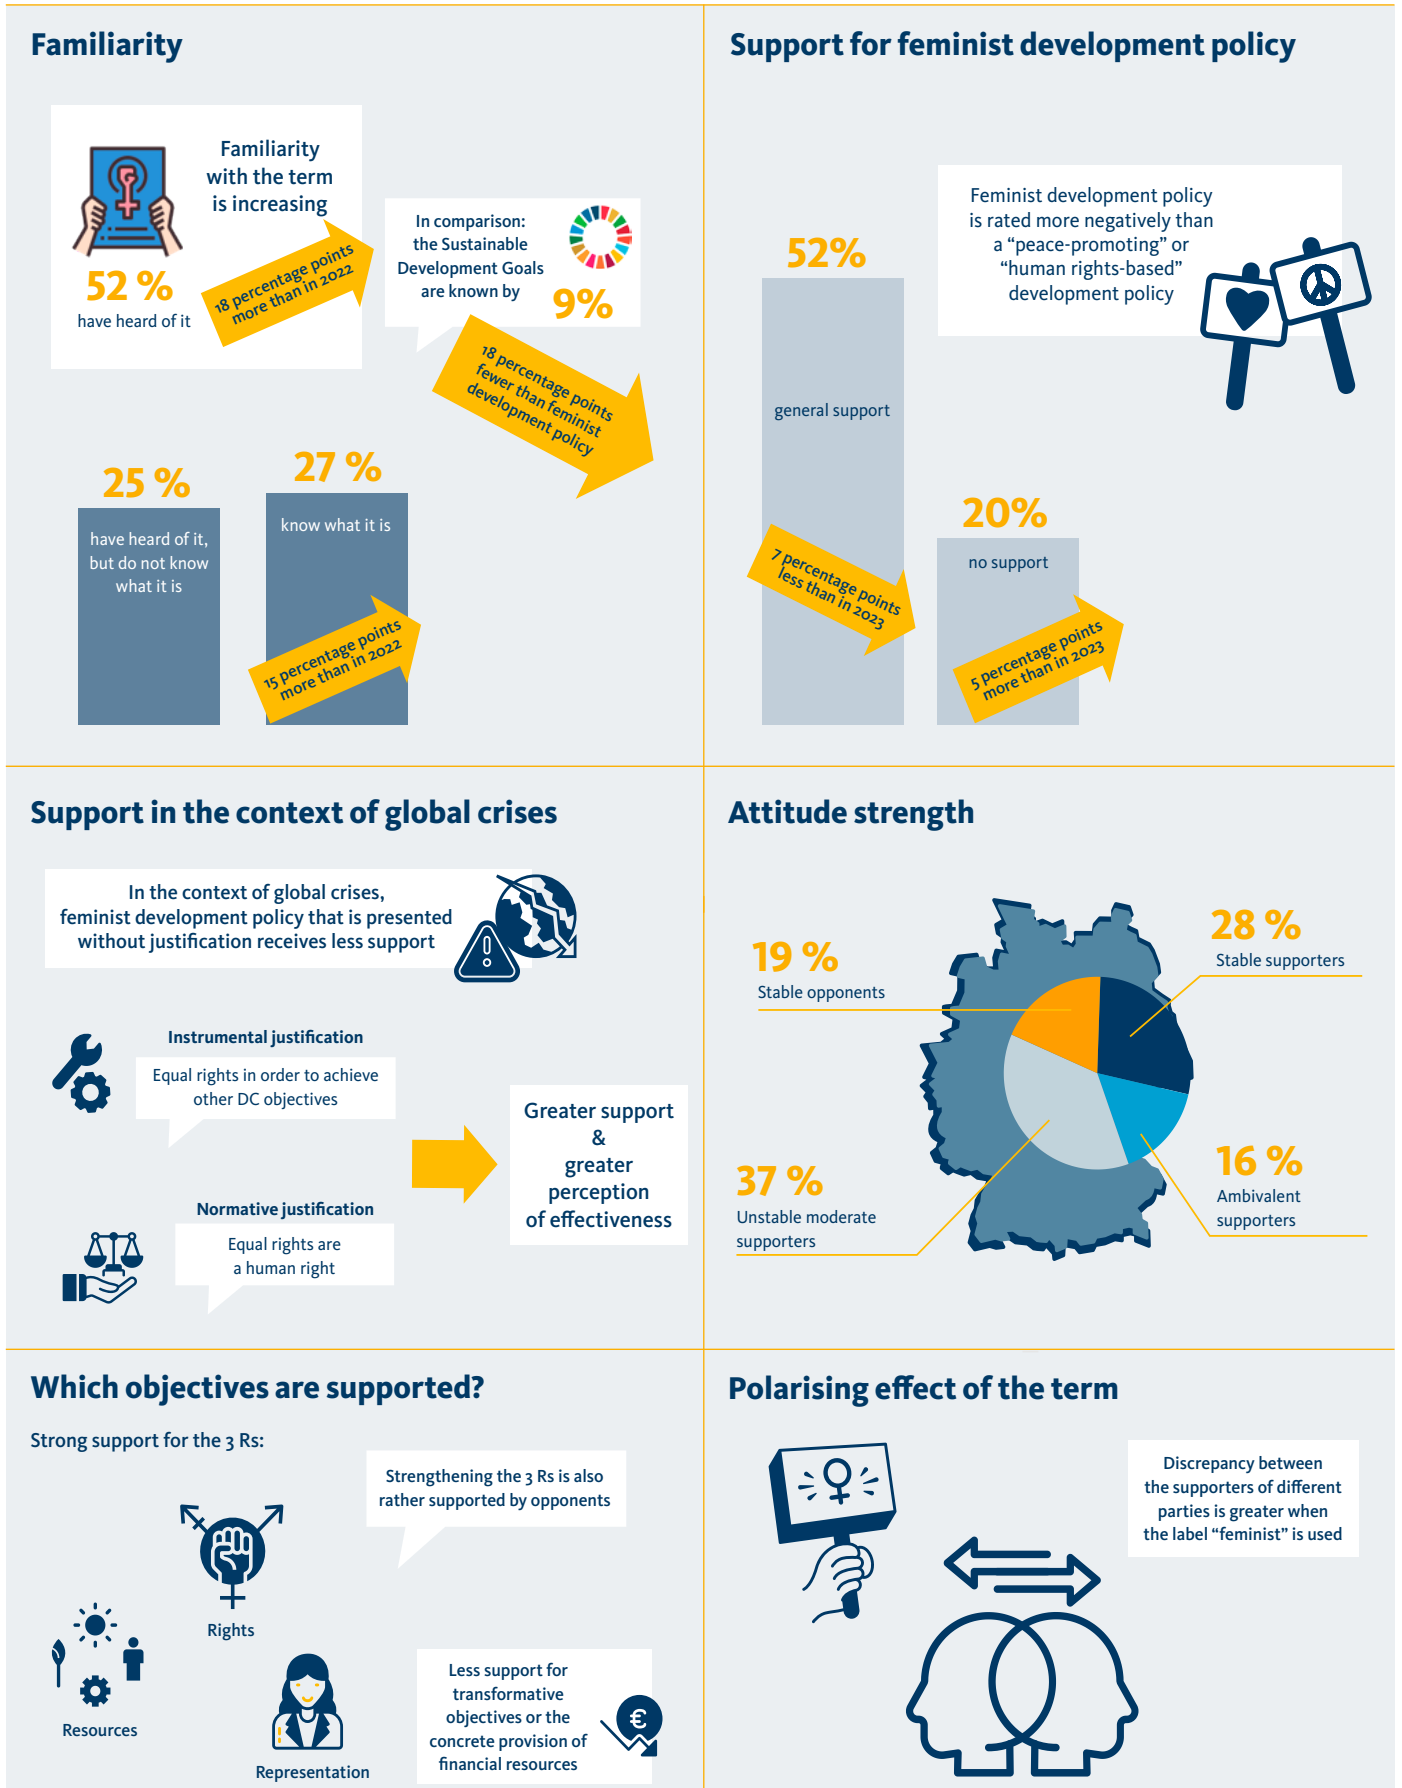 Familiarity
Familiarity
with the term
is increasing
52 %
have heard of it
18 percentage points
more than in 2022
In comparison:
the Sustainable
Development Goals
are known by
9%
18 percentage points
fewer than feminist
development policy
25 %
have heard of it,
but do not know
what it is
27 %
know what it is
15 percentage points
more than in 2022
Support for feminist development policy
Feminist development policy
is rated more negatively than
a “peace-promoting” or
“human rights-based”
development policy
52%
general support
7 percentage points
less than in 2023
20%
no support
5 percentage points
more than in 2023
Support in the context of global crises
In the context of global crises,
feminist development policy that is presented
without justification receives less support
Instrumental justification
Equal rights in order to achieve
other DC objectives
Normative justification
Equal rights are
a human right
Greater support
&
greater
perception
of effectiveness
Attitude strength
19 %
Stable opponents
28 %
Stable supporters
37 %
Unstable moderate
supporters
16 %
Ambivalent
supporters
Which objectives are supported?
Strong support for the 3 Rs:
Strengthening the 3 Rs is also
rather supported by opponents
Rights
Resources
Representation
Less support for
transformative
objectives or the
concrete provision of
financial resources
€
Polarising effect of the term
Discrepancy between
the supporters of different
parties is greater when
the label “feminist” is used